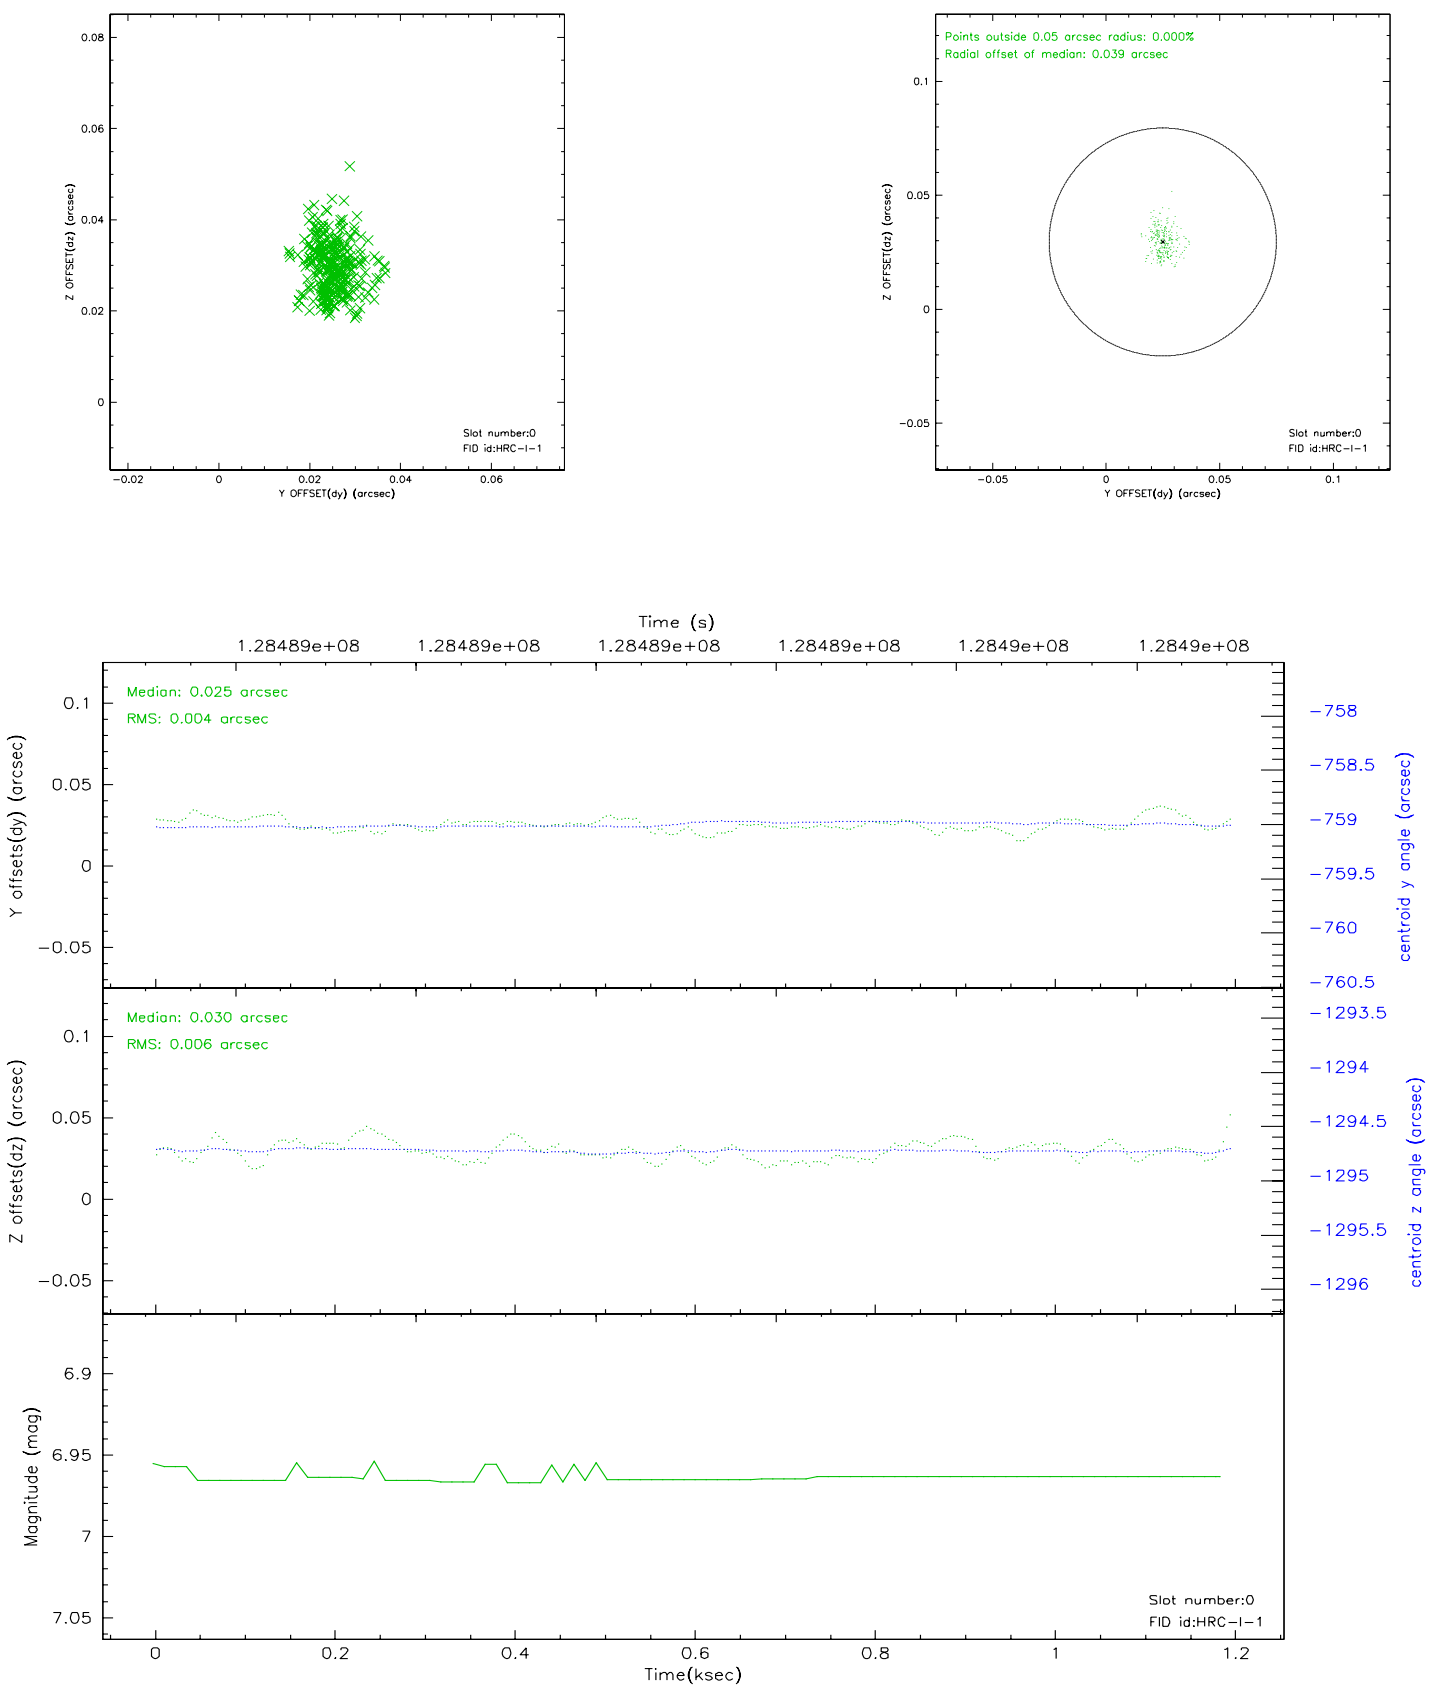 0.08
0.06
0.04
0.02
0
Z OFFSET(dz) (arcsec)
−0.02 0 0.02 0.04 0.06
Y OFFSET(dy) (arcsec)
Slot number:0
FID id:HRC−I−1
Points outside 0.05 arcsec radius: 0.000%
Radial offset of median: 0.039 arcsec
0.1
0.05
0
−0.05
Z OFFSET(dz) (arcsec)
−0.05 0 0.05 0.1
Y OFFSET(dy) (arcsec)
Slot number:0
FID id:HRC−I−1
Time (s)
1.28489e+08 1.28489e+08 1.28489e+08 1.28489e+08 1.2849e+08 1.2849e+08
Median: 0.025 arcsec
RMS: 0.004 arcsec
0.1
0.05
0
−0.05
Y offsets(dy) (arcsec)
−758
−758.5
−759
−759.5
−760
−760.5
centroid y angle (arcsec)
Median: 0.030 arcsec
RMS: 0.006 arcsec
0.1
0.05
0
−0.05
Z offsets(dz) (arcsec)
−1293.5
−1294
−1294.5
−1295
−1295.5
−1296
centroid z angle (arcsec)
6.9
6.95
7
7.05
Magnitude (mag)
Slot number:0
FID id:HRC−I−1
0 0.2 0.4 0.6 0.8 1 1.2
Time(ksec)